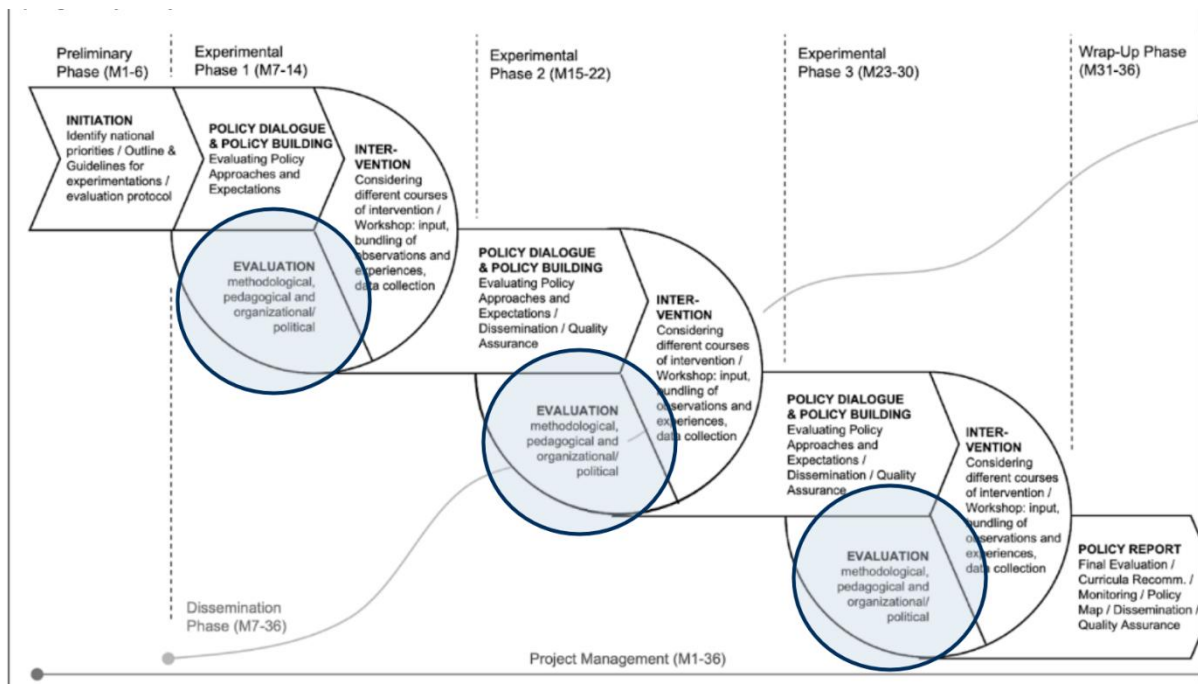 Preliminary
Phase (M1-6)
Experimental
Phase 1 (M7-14)
Experimental
Phase 2 (M15-22)
Experimental
Phase 3 (M23-30)
Wrap-Up Phase
(M31-36)
INITIATION
Identify national
priorities / Outline &
Guidelines for
experimentations /
evaluation protocol
POLICY DIALOGUE
& POLiCY BUILDING
Evaluating Policy
Approaches and
Expectations
INTER-
VENTION
Considering
different courses
of intervention /
Workshop: input,
bundling of
observations and
experiences,
data collection
EVALUATION
methodological,
pedagogical and
organizational/
political
POLICY DIALOGUE
& POLICY BUILDING
Evaluating Policy
Approaches and
Expectations /
Dissemination / Quality
Assurance
INTER-
VENTION
Considering
different courses
of intervention /
Workshop: input,
bundling of
observations and
experiences,
data collection
EVALUATION
methodological,
pedagogical and
organizational/
political
POLICY DIALOGUE
& POLICY BUILDING
Evaluating Policy
Approaches and
Expectations /
Dissemination / Quality
Assurance
INTER-
VENTION
Considering
different courses
of intervention /
Workshop: input,
bundling of
observations and
experiences,
data collection
EVALUATION
methodological,
pedagogical and
organizational/
political
POLICY REPORT
Final Evaluation /
Curricula Recomm. /
Monitoring / Policy
Map / Dissemination /
Quality Assurance
Dissemination
Phase (M7-36)
Project Management (M1-36)